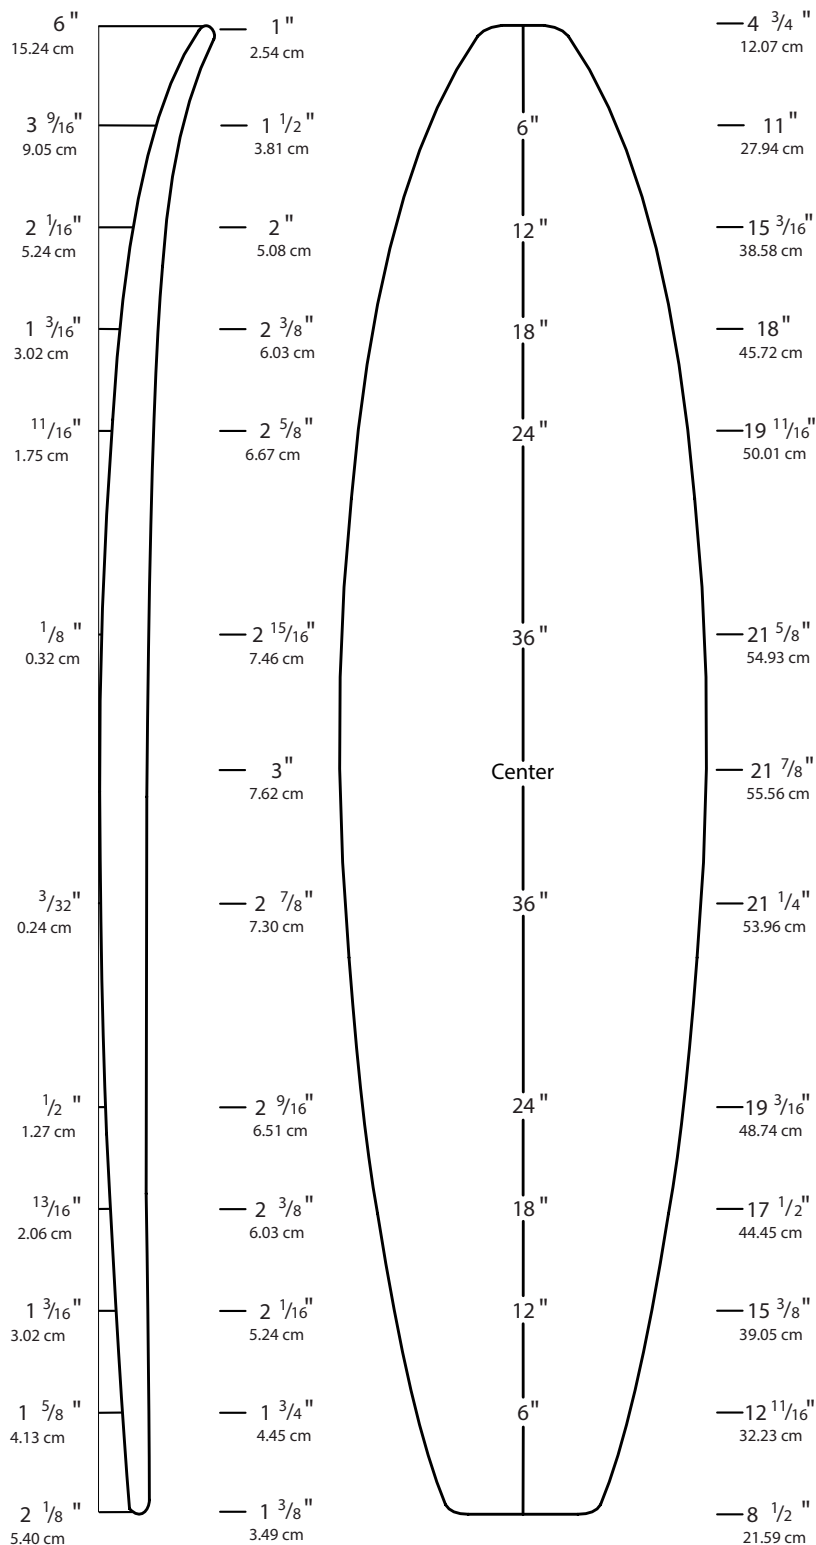 6 " 1" 4 3/4 "
15.24 cm 2.54 cm 12.07 cm
3 9/16" 1 1/2" 6" 11"
9.05 cm 3.81 cm 27.94 cm
2 1/16" 2" 12" 15 3/16"
5.24 cm 5.08 cm 38.58 cm
1 3/16" 2 3/8" 18" 18"
3.02 cm 6.03 cm 45.72 cm
11/16" 2 5/8" 24" 19 11/16"
1.75 cm 6.67 cm 50.01 cm
1/8 " 2 15/16" 36" 21 5/8"
0.32 cm 7.46 cm 54.93 cm
3" Center 21 7/8"
7.62 cm 55.56 cm
3/32" 2 7/8" 36" 21 1/4"
0.24 cm 7.30 cm 53.96 cm
1/2 " 2 9/16" 24" 19 3/16"
1.27 cm 6.51 cm 48.74 cm
13/16" 2 3/8" 18" 17 1/2"
2.06 cm 6.03 cm 44.45 cm
1 3/16" 2 1/16" 12" 15 3/8"
3.02 cm 5.24 cm 39.05 cm
1 5/8 " 1 3/4" 6" 12 11/16"
4.13 cm 4.45 cm 32.23 cm
2 1/8 " 1 3/8" 8 1/2"
5.40 cm 3.49 cm 21.59 cm